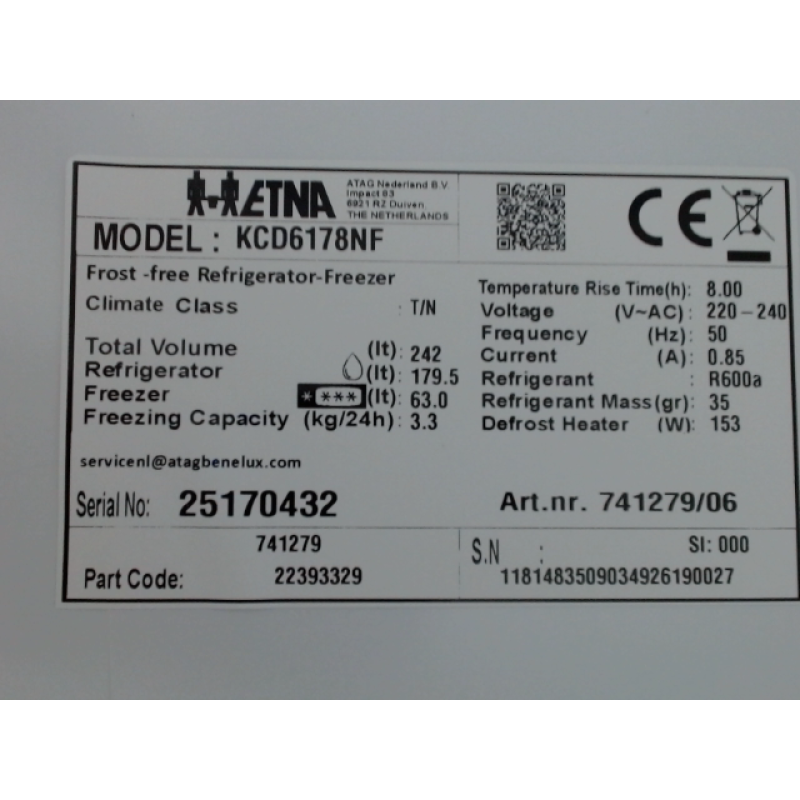 ETNA
ATAG Nederland B.V.
Impact 83
6921 RZ Duiven.
THE NETHERLANDS
CE
MODEL : KCD6178NF
Frost -free Refrigerator-Freezer
Climate Class : T/N
Total Volume (lt): 242
Refrigerator (lt): 179.5
Freezer * *** (lt): 63.0
Freezing Capacity (kg/24h): 3.3
Temperature Rise Time(h): 8.00
Voltage (V~AC) : 220-240
Frequency (Hz): 50
Current (A): 0.85
Refrigerant : R600a
Refrigerant Mass(gr): 35
Defrost Heater (W): 153
servicenl@atagbenelux.com
Serial No: 25170432
Art.nr. 741279/06
741279
Part Code: 22393329
S.N : SI: 000
1181483509034926190027